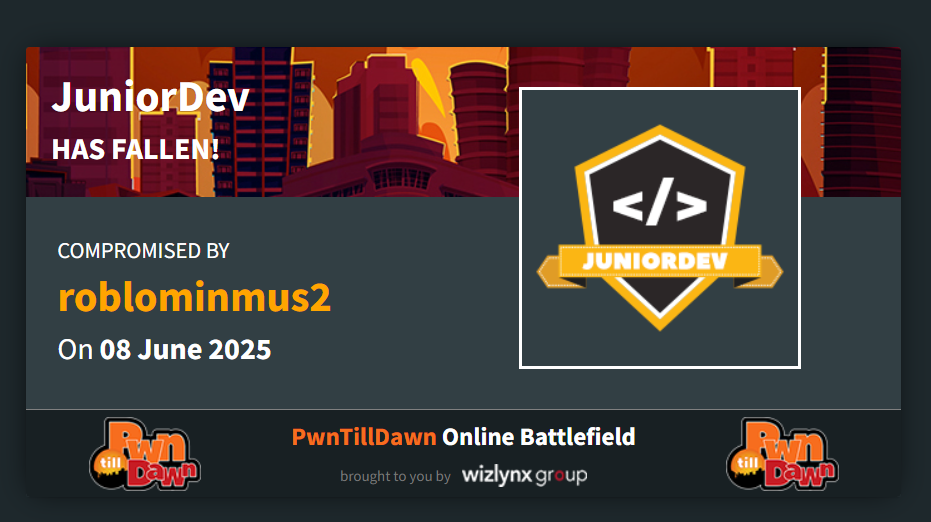 JuniorDev
HAS FALLEN!
</>
JUNIORDEV
COMPROMISED BY
roblominmus2
On 08 June 2025
Pwn
till
Dawn
PwnTillDawn Online Battlefield
brought to you by wizlynx group
Pwn
till
Dawn